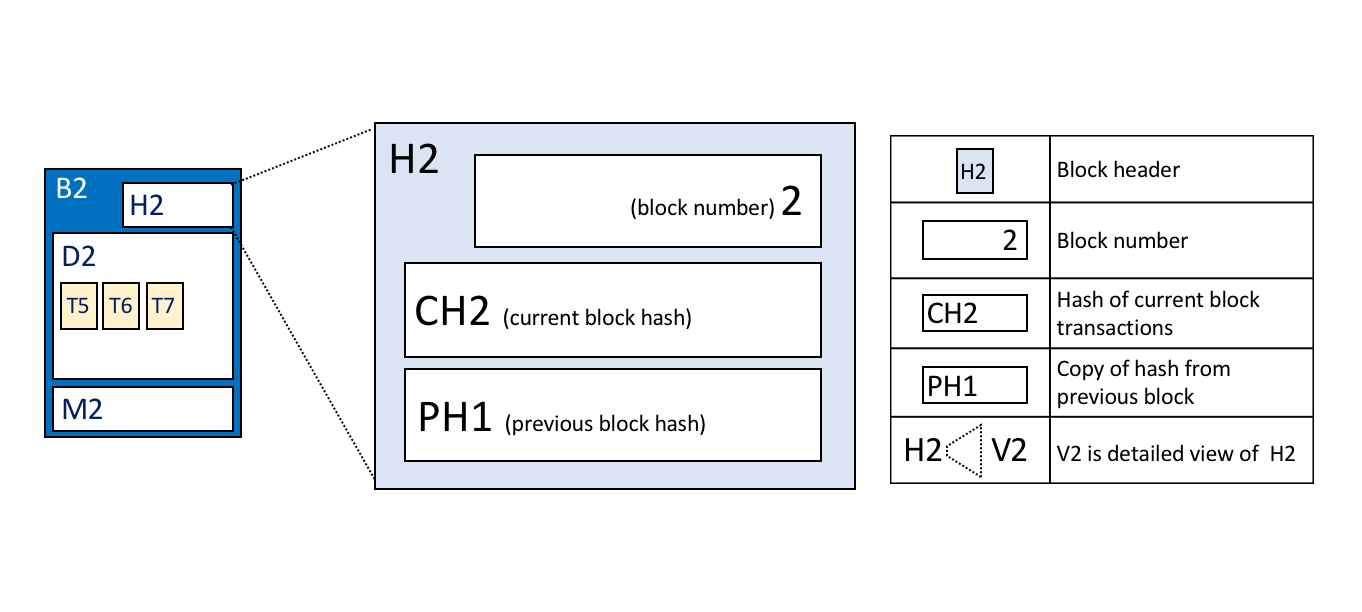 B2
H2
D2
T5 T6 T7
M2
H2
(block number) 2
CH2 (current block hash)
PH1 (previous block hash)
H2 Block header
2 Block number
CH2 Hash of current block
transactions
PH1 Copy of hash from
previous block
H2 V2 V2 is detailed view of H2